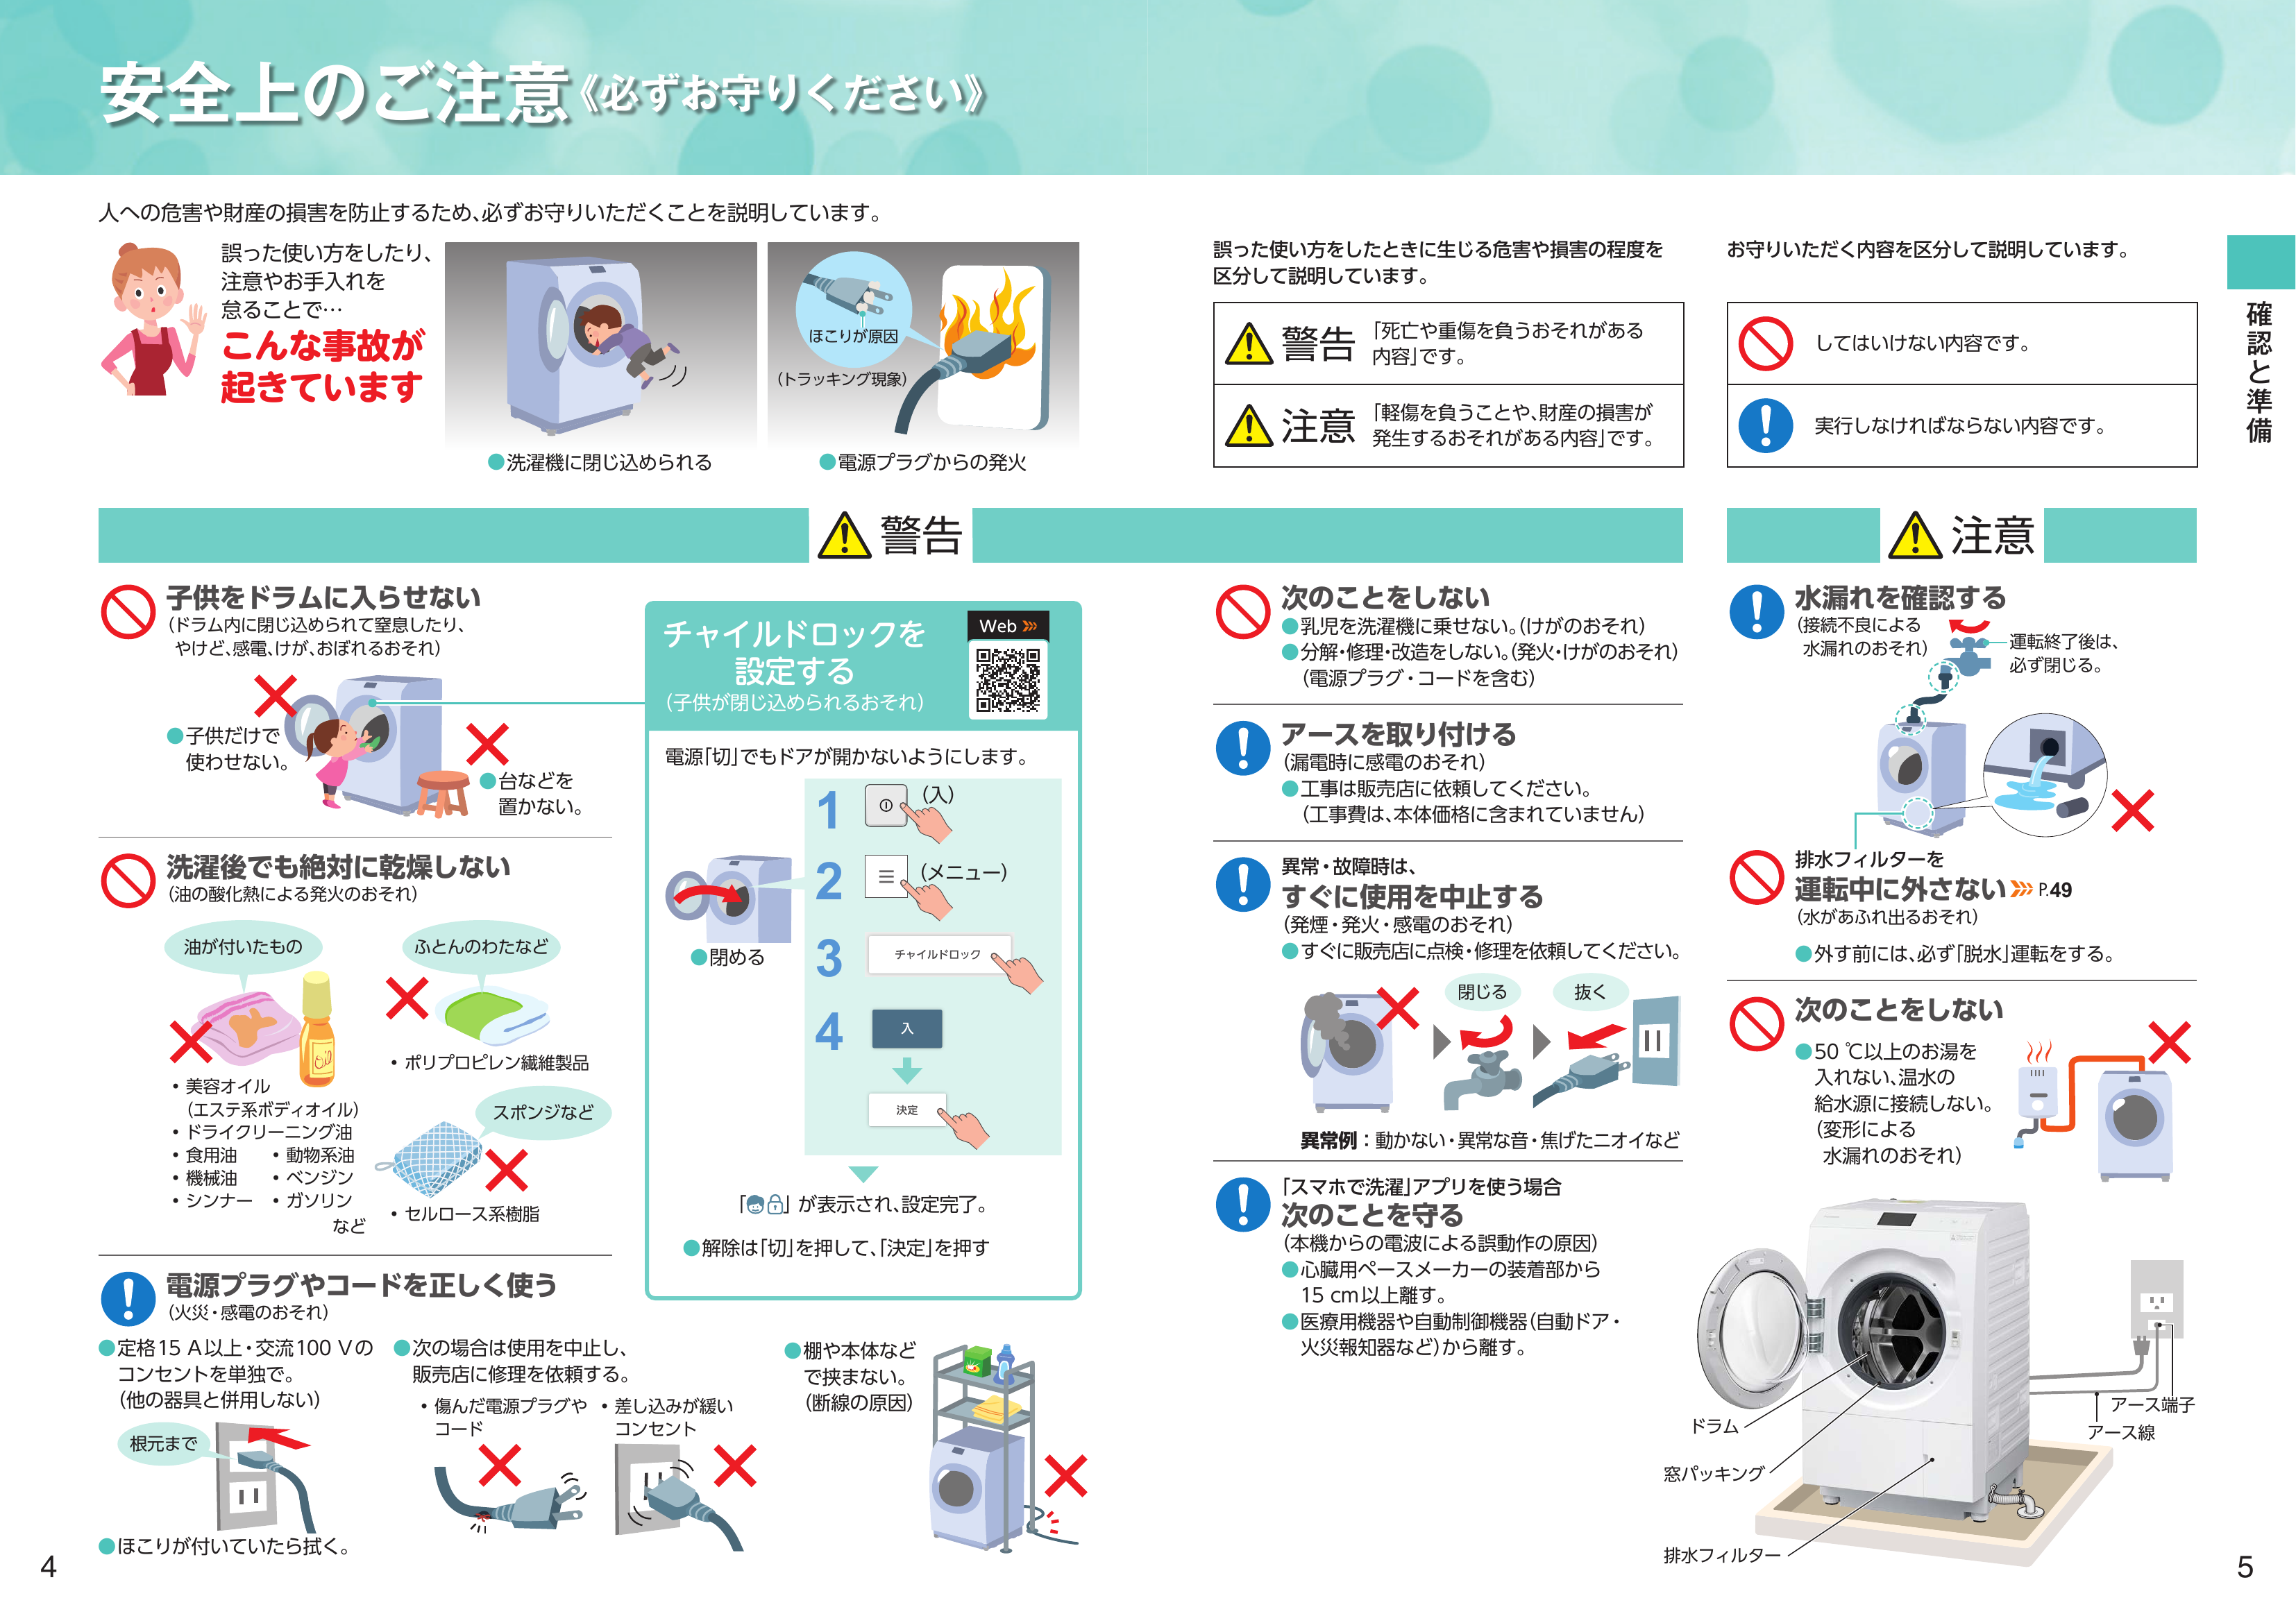 安全上のご注意《必ずお守りください》
人への危害や財産の損害を防止するため、必ずお守りいただくことを説明しています。
誤った使い方をしたり、
注意やお手入れを
怠ることで…
こんな事故が
起きています
●洗濯機に閉じ込められる
ほこりが原因
(トラッキング現象)
●電源プラグからの発火
誤った使い方をしたときに生じる危害や損害の程度を
区分して説明しています。
警告
「死亡や重傷を負うおそれがある
内容」です。
注意
「軽傷を負うことや、財産の損害が
発生するおそれがある内容」です。
お守りいただく内容を区分して説明しています。
してはいけない内容です。
実行しなければならない内容です。
確認と準備
警告
子供をドラムに入らせない
(ドラム内に閉じ込められて窒息したり、
やけど、感電、けが、おぼれるおそれ)
●子供だけで
使わせない。
●台などを
置かない。
洗濯後でも絶対に乾燥しない
(油の酸化熱による発火のおそれ)
油が付いたもの
oil
・美容オイル
(エステ系ボディオイル)
・ドライクリーニング油
・食用油 ・動物系油
・機械油 ・ベンジン
・シンナー ・ガソリン
など
ふとんのわたなど
・ポリプロピレン繊維製品
スポンジなど
・セルロース系樹脂
チャイルドロックを
設定する
(子供が閉じ込められるおそれ)
Web
電源「切」でもドアが開かないようにします。
●閉める
1 (入)
2 (メニュー)
3 チャイルドロック
4 入
決定
「 」が表示され、設定完了。
●解除は「切」を押して、「決定」を押す
電源プラグやコードを正しく使う
(火災・感電のおそれ)
●定格15 A以上・交流100 Vの
コンセントを単独で。
(他の器具と併用しない)
根元まで
●ほこりが付いていたら拭く。
●次の場合は使用を中止し、
販売店に修理を依頼する。
・傷んだ電源プラグや
コード
・差し込みが緩い
コンセント
●棚や本体など
で挟まない。
(断線の原因)
4
次のことをしない
●乳児を洗濯機に乗せない。(けがのおそれ)
●分解・修理・改造をしない。(発火・けがのおそれ)
(電源プラグ・コードを含む)
アースを取り付ける
(漏電時に感電のおそれ)
●工事は販売店に依頼してください。
(工事費は、本体価格に含まれていません)
異常・故障時は、
すぐに使用を中止する
(発煙・発火・感電のおそれ)
●すぐに販売店に点検・修理を依頼してください。
閉じる
抜く
異常例：動かない・異常な音・焦げたニオイなど
「スマホで洗濯」アプリを使う場合
次のことを守る
(本機からの電波による誤動作の原因)
●心臓用ペースメーカーの装着部から
15 cm以上離す。
●医療用機器や自動制御機器(自動ドア・
火災報知器など)から離す。
注意
水漏れを確認する
(接続不良による
水漏れのおそれ)
運転終了後は、
必ず閉じる。
排水フィルターを
運転中に外さない P.49
(水があふれ出るおそれ)
●外す前には、必ず「脱水」運転をする。
次のことをしない
●50 ℃以上のお湯を
入れない、温水の
給水源に接続しない。
(変形による
水漏れのおそれ)
ドラム
窓パッキング
排水フィルター
アース端子
アース線
5